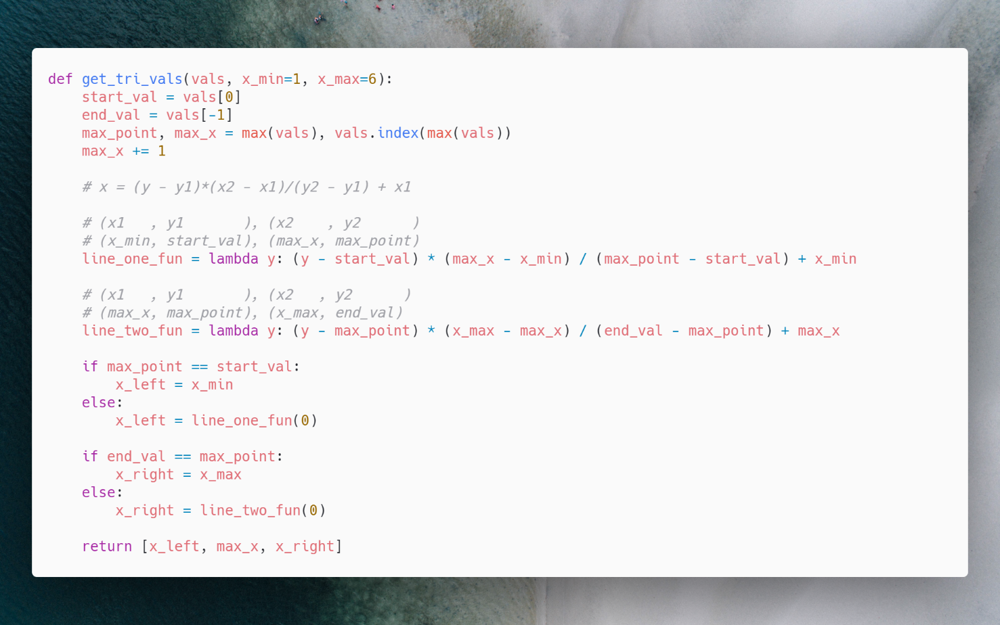 def get_tri_vals(vals, x_min=1, x_max=6):
    start_val = vals[0]
    end_val = vals[-1]
    max_point, max_x = max(vals), vals.index(max(vals))
    max_x += 1

    # x = (y - y1)*(x2 - x1)/(y2 - y1) + x1

    # (x1   , y1       ), (x2    , y2      )
    # (x_min, start_val), (max_x, max_point)
    line_one_fun = lambda y: (y - start_val) * (max_x - x_min) / (max_point - start_val) + x_min

    # (x1   , y1       ), (x2   , y2      )
    # (max_x, max_point), (x_max, end_val)
    line_two_fun = lambda y: (y - max_point) * (x_max - max_x) / (end_val - max_point) + max_x

    if max_point == start_val:
        x_left = x_min
    else:
        x_left = line_one_fun(0)

    if end_val == max_point:
        x_right = x_max
    else:
        x_right = line_two_fun(0)

    return [x_left, max_x, x_right]